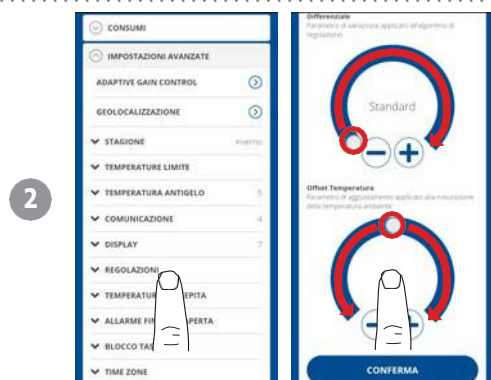 2
CONSUMI
IMPOSTAZIONI AVANZATE
ADAPTIVE GAIN CONTROL
GEOLOCALIZZAZIONE
STAGIONE Inverno
TEMPERATURE LIMITE
TEMPERATURA ANTIGELO 5
COMUNICAZIONE 4
DISPLAY 7
REGOLAZIONI
ALLARME
BLOCCO
TIME ZONE
Differenziale
Parametro di variazione applicato all'algoritmo di
regolazione
Standard
Offset Temperatura
Parametro di aggiustamento applicato alla misurazione
della temperatura ambiente
CONFERMA